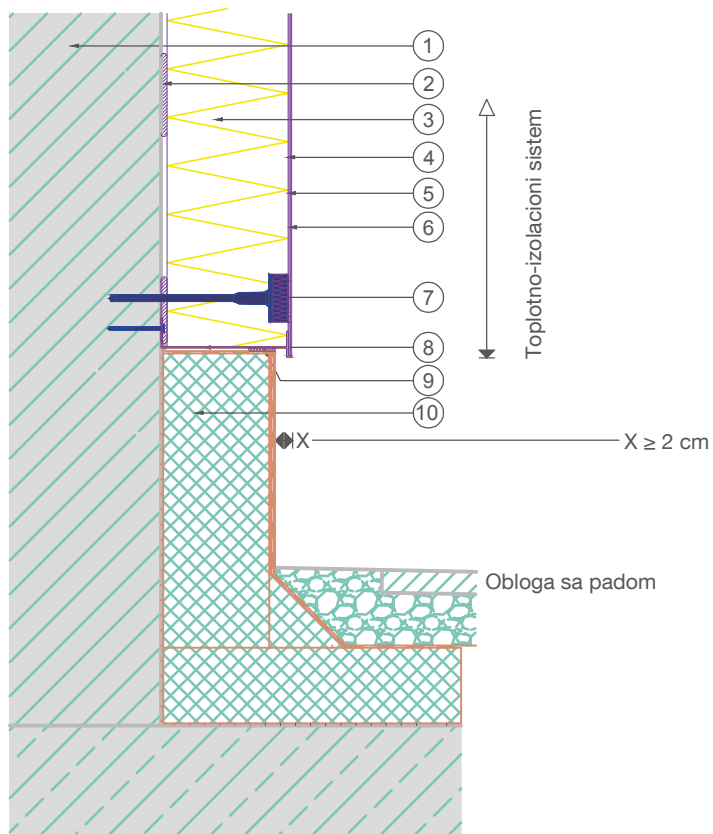 1
2
3
4
5
6
7
8
9
10
Toplotno-izolacioni sistem
X
X ≥ 2 cm
Obloga sa padom